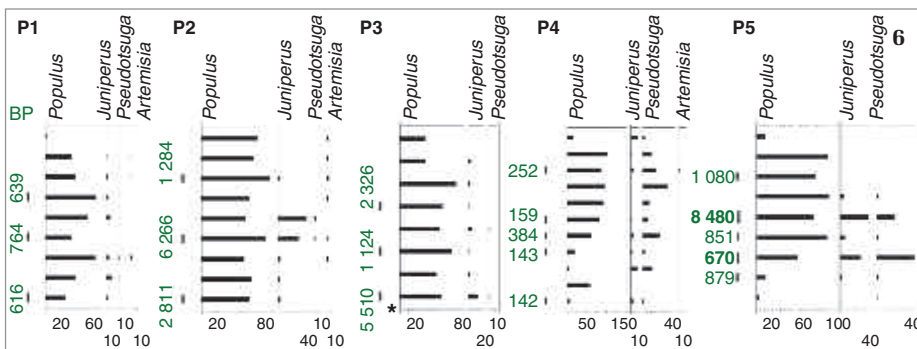 P1 P2 P3 P4 P5 6
Populus Juniperus Pseudotsuga Artemisia
Populus Juniperus Pseudotsuga Artemisia
Populus Juniperus Pseudotsuga
Populus Juniperus Pseudotsuga Artemisia
Populus Juniperus Pseudotsuga
BP
639
764
616
1 284
6 266
2 811
2 326
1 124
5 510
*
252
159
384
143
142
1 080
8 480
851
670
879
20 60 10
10 10
20 80 40 10
10
20 80 10
20
50 150 40
10 10
20 60 100 40
40